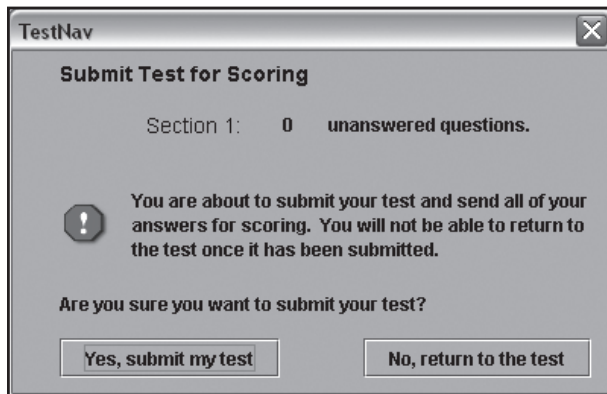 TestNav
Submit Test for Scoring
Section 1: 0 unanswered questions.
You are about to submit your test and send all of your
answers for scoring. You will not be able to return to
the test once it has been submitted.
Are you sure you want to submit your test?
Yes, submit my test No, return to the test